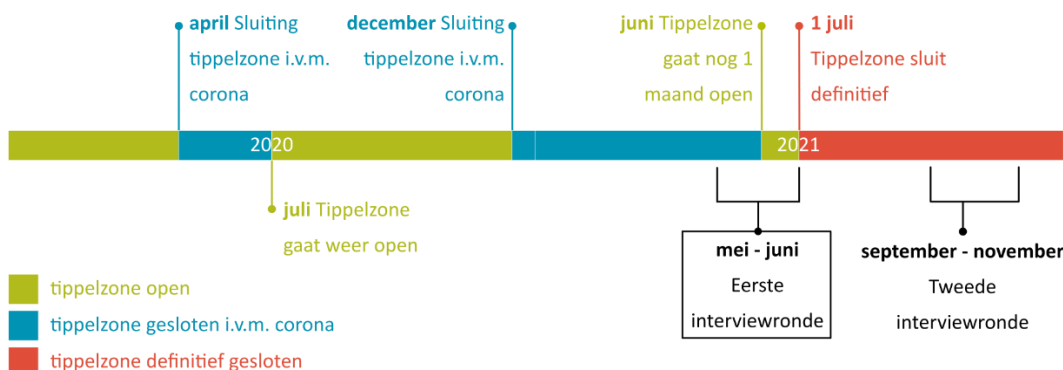 april Sluiting
tippelzone i.v.m.
corona
december Sluiting
tippelzone i.v.m.
corona
juni Tippelzone
gaat nog 1
maand open
1 juli
Tippelzone sluit
definitief
2020
2021
juli Tippelzone
gaat weer open
mei - juni
Eerste
interviewronde
september - november
Tweede
interviewronde
tippelzone open
tippelzone gesloten i.v.m. corona
tippelzone definitief gesloten